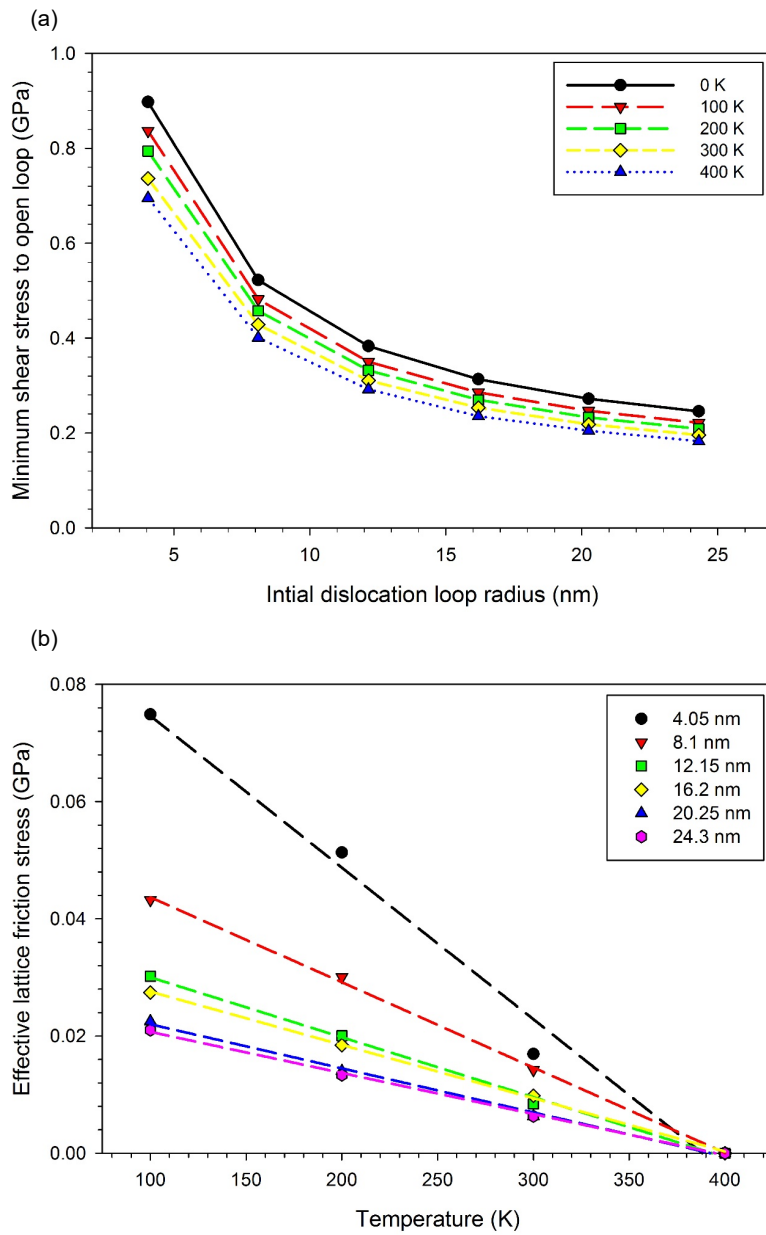 (a)
Minimum shear stress to open loop (GPa)
1.0
0.8
0.6
0.4
0.2
0.0
0 K
100 K
200 K
300 K
400 K
5
10
15
20
25
Intial dislocation loop radius (nm)
(b)
Effective lattice friction stress (GPa)
0.08
0.06
0.04
0.02
0.00
4.05 nm
8.1 nm
12.15 nm
16.2 nm
20.25 nm
24.3 nm
100
150
200
250
300
350
400
Temperature (K)